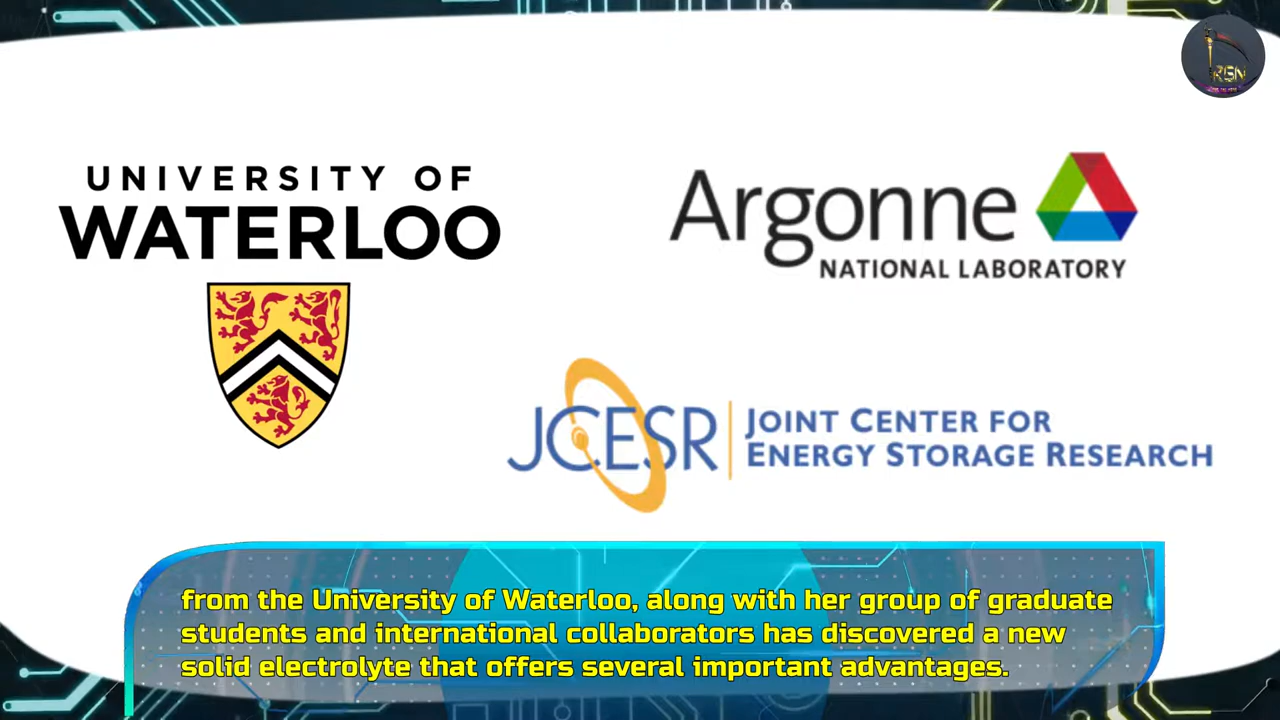 RSN
UNIVERSITY OF
WATERLOO
Argonne
NATIONAL LABORATORY
JCESR
JOINT CENTER FOR
ENERGY STORAGE RESEARCH
from the University of Waterloo, along with her group of graduate
students and international collaborators has discovered a new
solid electrolyte that offers several important advantages.